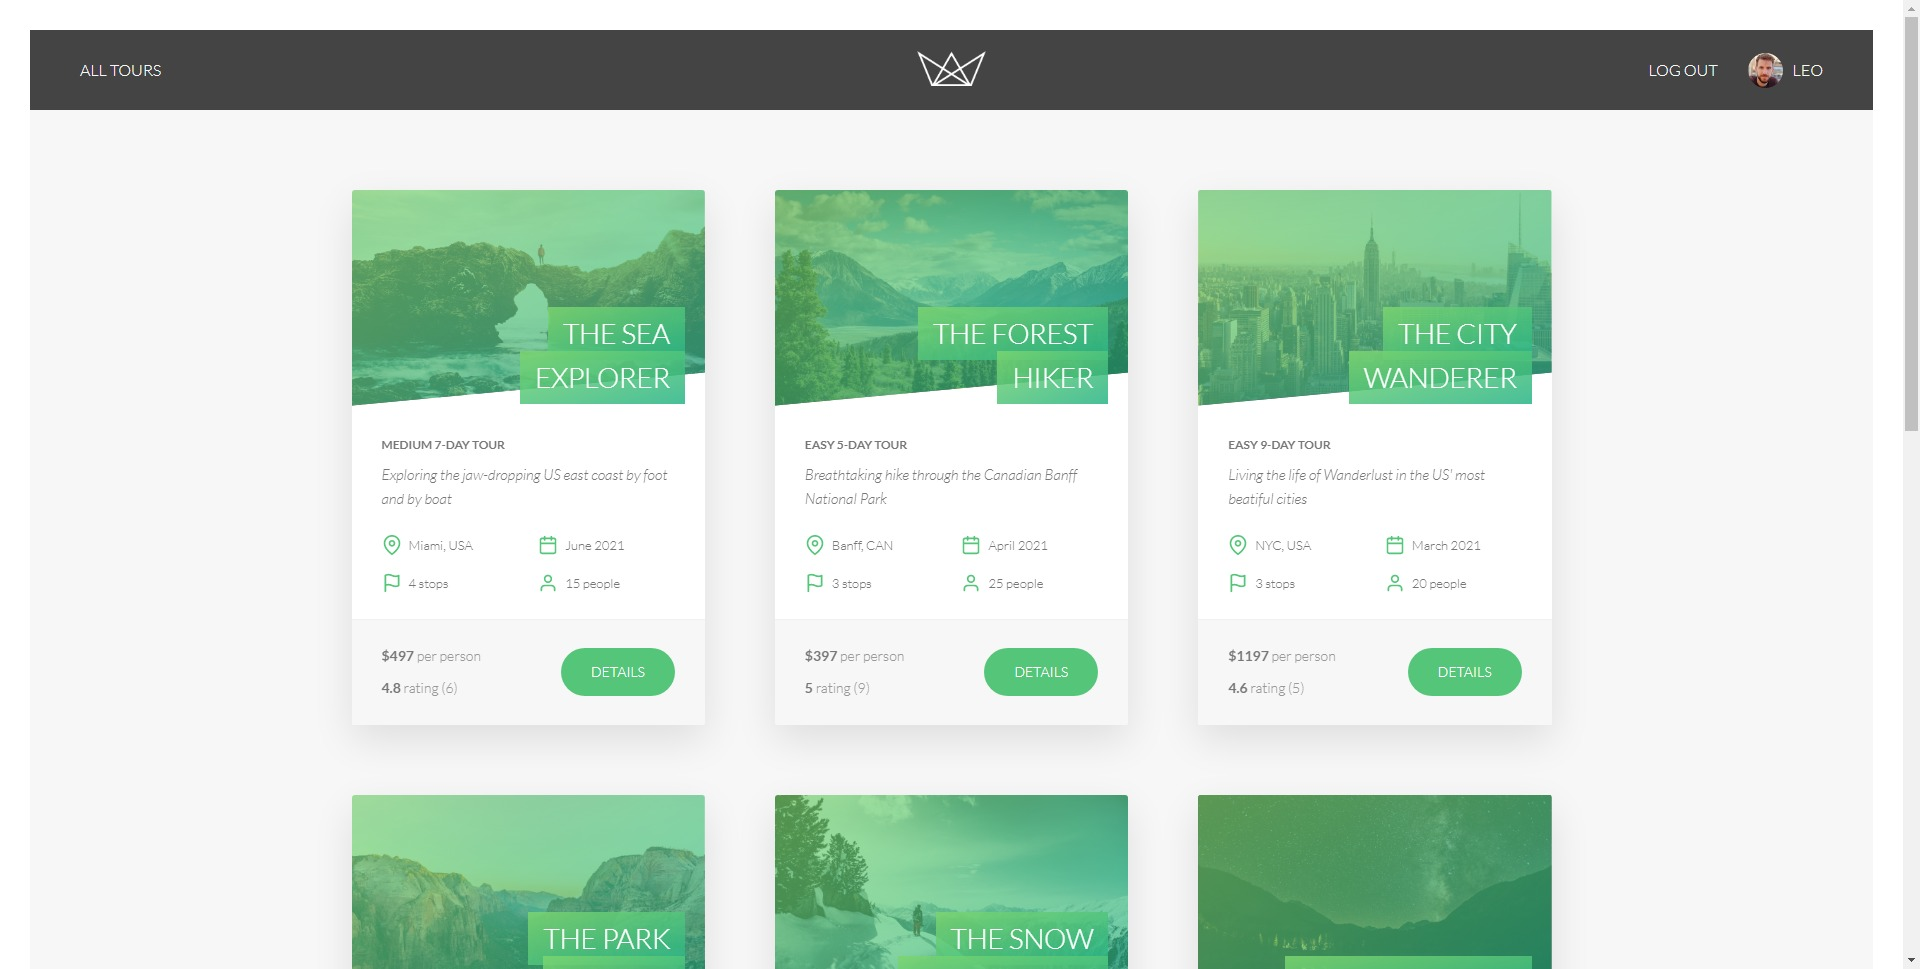 ALL TOURS
LOG OUT
LEO
THE SEA
EXPLORER
MEDIUM 7-DAY TOUR
Exploring the jaw-dropping US east coast by foot
and by boat
Miami, USA
June 2021
4 stops
15 people
$497 per person
4.8 rating (6)
DETAILS
THE FOREST
HIKER
EASY 5-DAY TOUR
Breathtaking hike through the Canadian Banff
National Park
Banff, CAN
April 2021
3 stops
25 people
$397 per person
5 rating (9)
DETAILS
THE CITY
WANDERER
EASY 9-DAY TOUR
Living the life of Wanderlust in the US' most
beatiful cities
NYC, USA
March 2021
3 stops
20 people
$1197 per person
4.6 rating (5)
DETAILS
THE PARK
THE SNOW